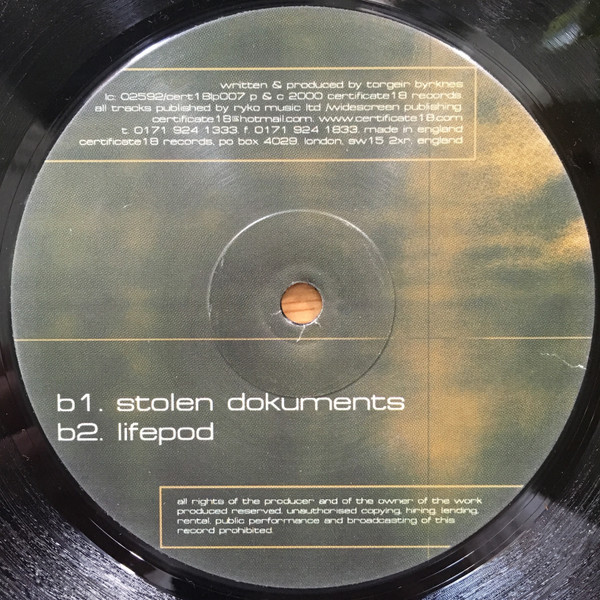 written & produced by torgeir byrknes
lc: 02592/cert18lp007 p & c 2000 certificate18 records
all tracks published by ryko music ltd /widescreen publishing
certificate18@hotmail.com. www.certificate18.com
t. 0171 924 1333. f. 0171 924 1833. made in england
certificate18 records, po box 4029, london, sw15 2xr, england
b1. stolen dokuments
b2. lifepod
all rights of the producer and of the owner of the work
produced reserved. unauthorised copying, hiring, lending,
rental, public performance and broadcasting of this
record prohibited.